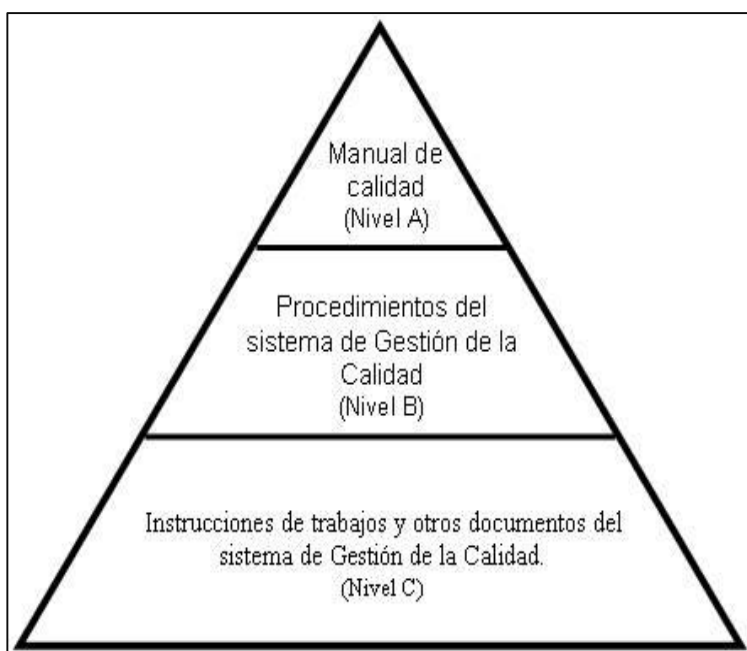 Manual de
calidad
(Nivel A)
Procedimientos del
sistema de Gestión de la
Calidad
(Nivel B)
Instrucciones de trabajos y otros documentos del
sistema de Gestión de la Calidad.
(Nivel C)